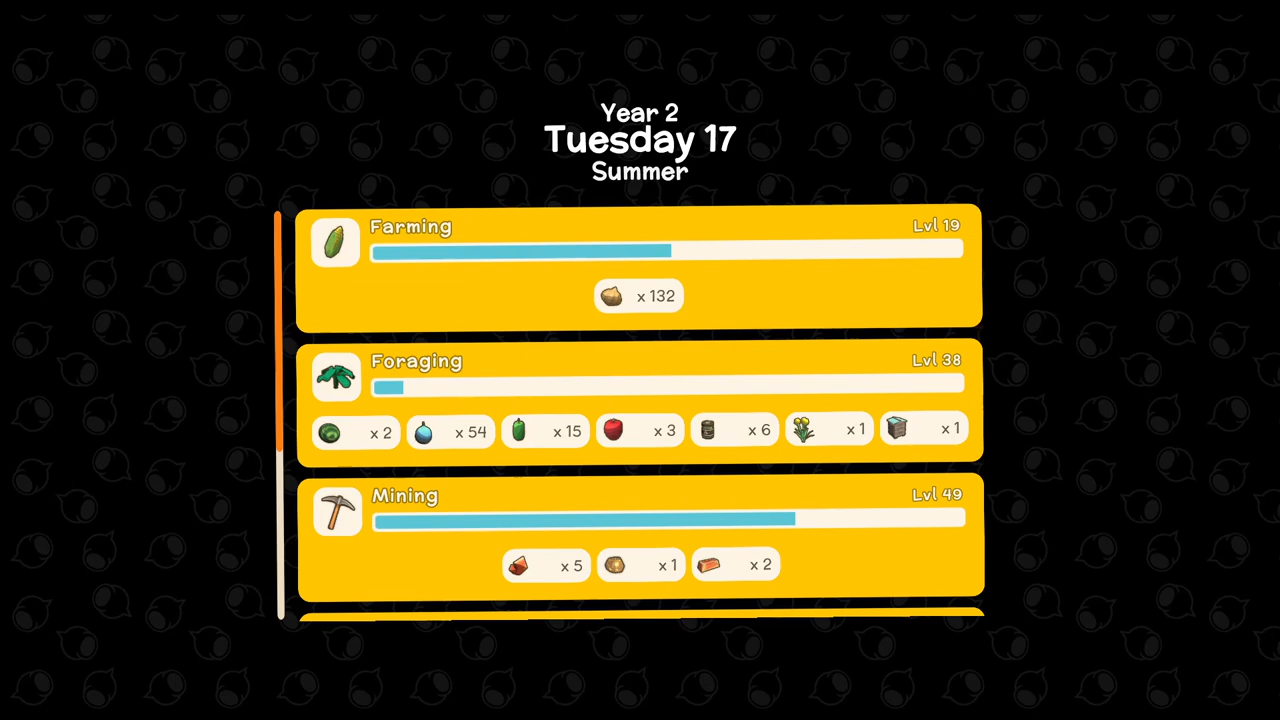 Year 2
Tuesday 17
Summer
Farming
Lvl 19
x 132
Foraging
Lvl 38
x 2
x 54
x 15
x 3
x 6
x 1
x 1
Mining
Lvl 49
x 5
x 1
x 2